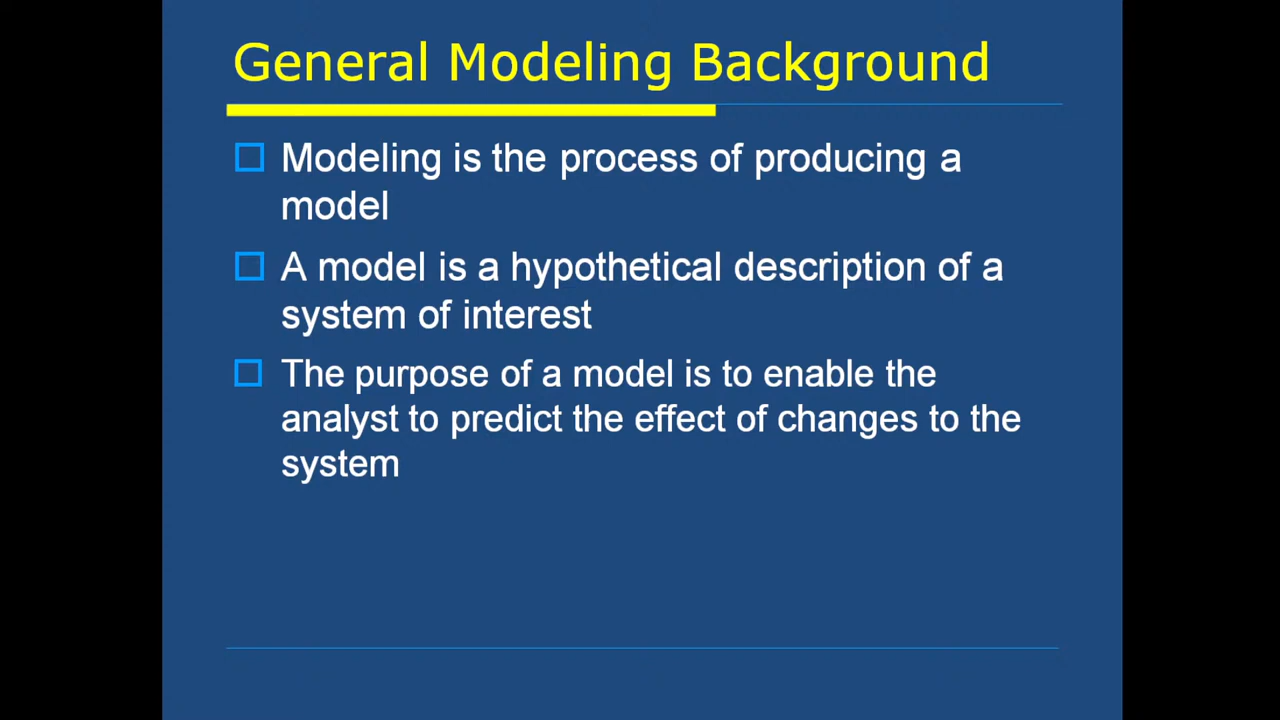 General Modeling Background
Modeling is the process of producing a
model
A model is a hypothetical description of a
system of interest
The purpose of a model is to enable the
analyst to predict the effect of changes to the
system